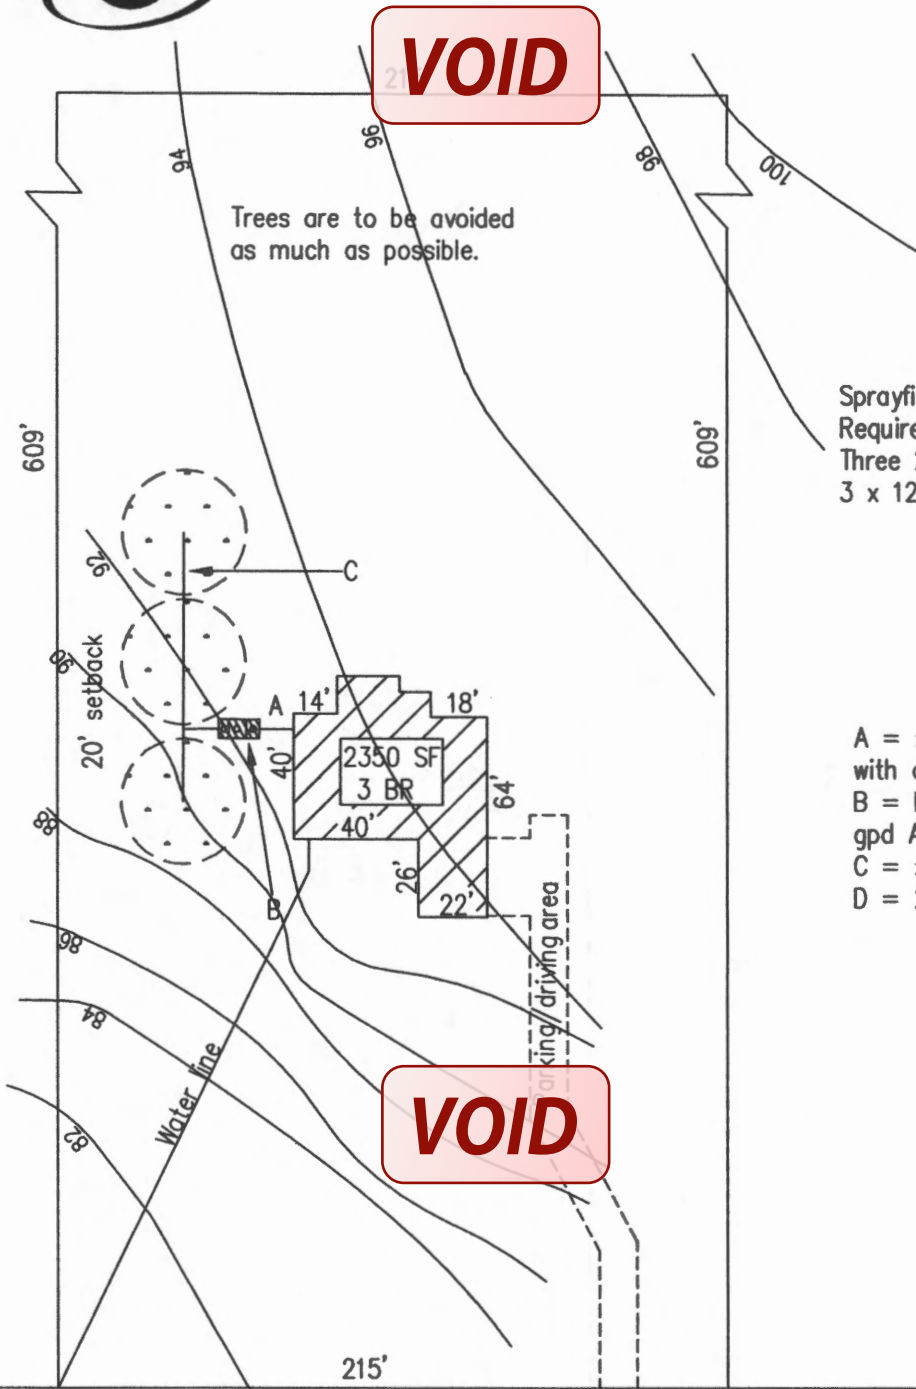 VOID
94
96
98
100
Trees are to be avoided
as much as possible.
609'
609'
Sprayfi
Require
Three
3 x 12
C
92
90
20' setback
A
14'
18'
40'
2350 SF
3 BR
64'
40'
26'
22'
B
A =
with
B =
gpd A
C =
D =
88
86
84
82
Water line
Parking/driving area
VOID
215'